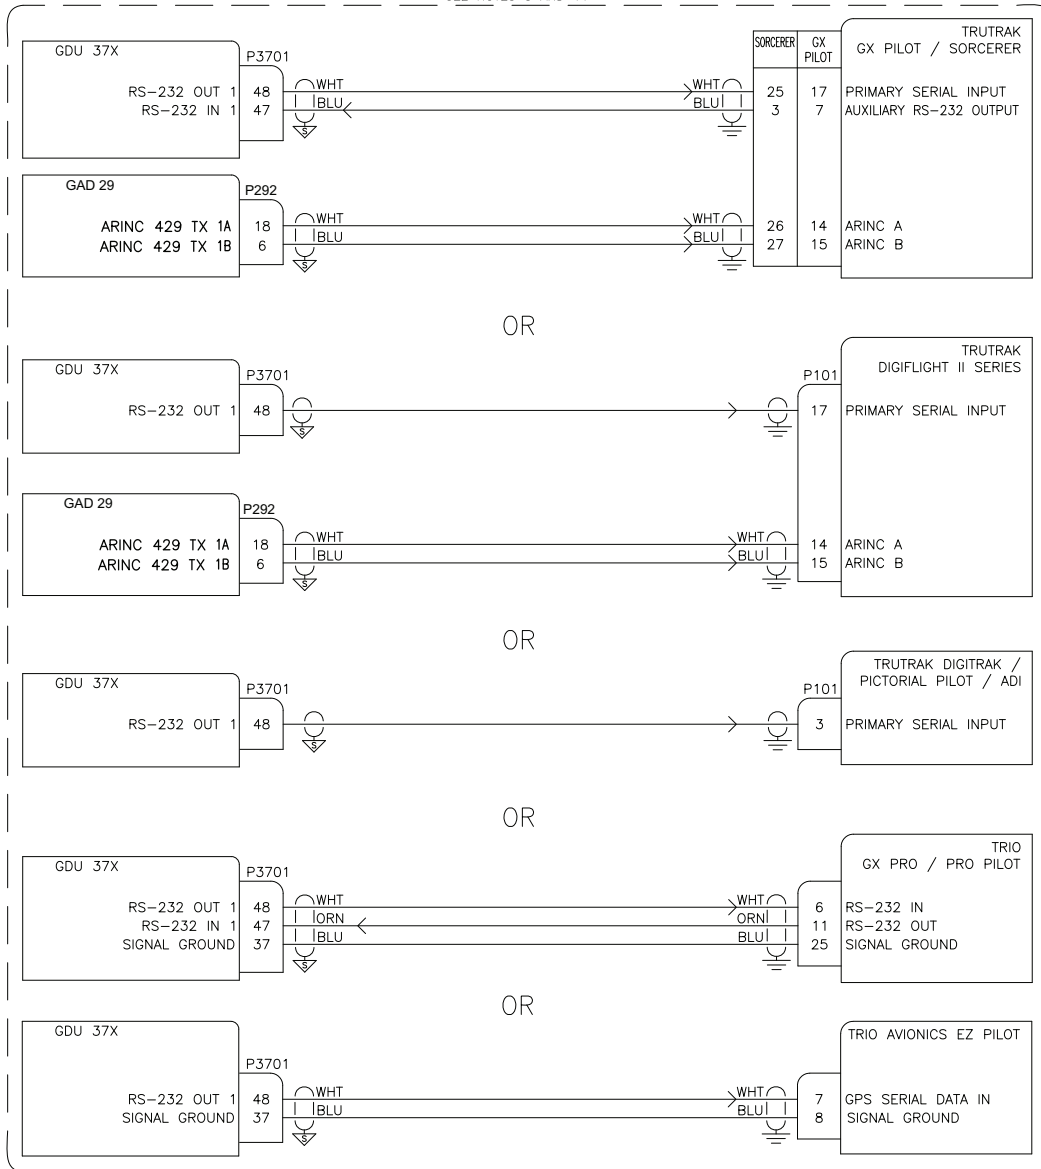 GDU 37X
P3701
RS-232 OUT 1 48 WHT
RS-232 IN 1 47 BLU
S
WHT
BLU
SORCERER GX PILOT
25 17 PRIMARY SERIAL INPUT
3 7 AUXILIARY RS-232 OUTPUT
TRUTRAK
GX PILOT / SORCERER
GAD 29
P292
ARINC 429 TX 1A 18 WHT
ARINC 429 TX 1B 6 BLU
S
WHT
BLU
26 14 ARINC A
27 15 ARINC B
OR
GDU 37X
P3701
RS-232 OUT 1 48
S
P101
TRUTRAK
DIGIFLIGHT II SERIES
17 PRIMARY SERIAL INPUT
GAD 29
P292
ARINC 429 TX 1A 18 WHT
ARINC 429 TX 1B 6 BLU
S
WHT
BLU
14 ARINC A
15 ARINC B
OR
GDU 37X
P3701
RS-232 OUT 1 48
S
P101
TRUTRAK DIGITRAK /
PICTORIAL PILOT / ADI
3 PRIMARY SERIAL INPUT
OR
GDU 37X
P3701
RS-232 OUT 1 48 WHT
RS-232 IN 1 47 ORN
SIGNAL GROUND 37 BLU
S
WHT
ORN
BLU
TRIO
GX PRO / PRO PILOT
6 RS-232 IN
11 RS-232 OUT
25 SIGNAL GROUND
OR
GDU 37X
P3701
RS-232 OUT 1 48 WHT
SIGNAL GROUND 37 BLU
S
WHT
BLU
TRIO AVIONICS EZ PILOT
7 GPS SERIAL DATA IN
8 SIGNAL GROUND